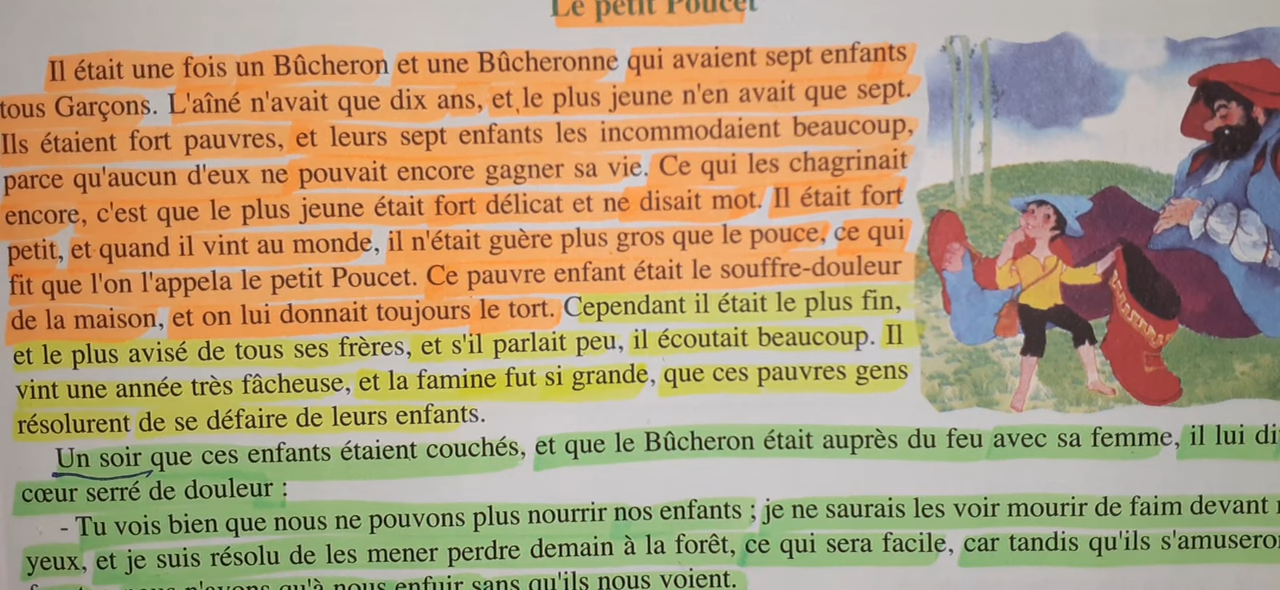 Le petit Poucet
Il était une fois un Bûcheron et une Bûcheronne qui avaient sept enfants
tous Garçons. L'aîné n'avait que dix ans, et le plus jeune n'en avait que sept.
Ils étaient fort pauvres, et leurs sept enfants les incommodaient beaucoup,
parce qu'aucun d'eux ne pouvait encore gagner sa vie. Ce qui les chagrinait
encore, c'est que le plus jeune était fort délicat et ne disait mot. Il était fort
petit, et quand il vint au monde, il n'était guère plus gros que le pouce, ce qui
fit que l'on l'appela le petit Poucet. Ce pauvre enfant était le souffre-douleur
de la maison, et on lui donnait toujours le tort. Cependant il était le plus fin,
et le plus avisé de tous ses frères, et s'il parlait peu, il écoutait beaucoup. Il
vint une année très fâcheuse, et la famine fut si grande, que ces pauvres gens
résolurent de se défaire de leurs enfants.
Un soir que ces enfants étaient couchés, et que le Bûcheron était auprès du feu avec sa femme, il lui di
cœur serré de douleur :
- Tu vois bien que nous ne pouvons plus nourrir nos enfants ; je ne saurais les voir mourir de faim devant
yeux, et je suis résolu de les mener perdre demain à la forêt, ce qui sera facile, car tandis qu'ils s'amusero
n'avons qu'à nous enfuir sans qu'ils nous voient.